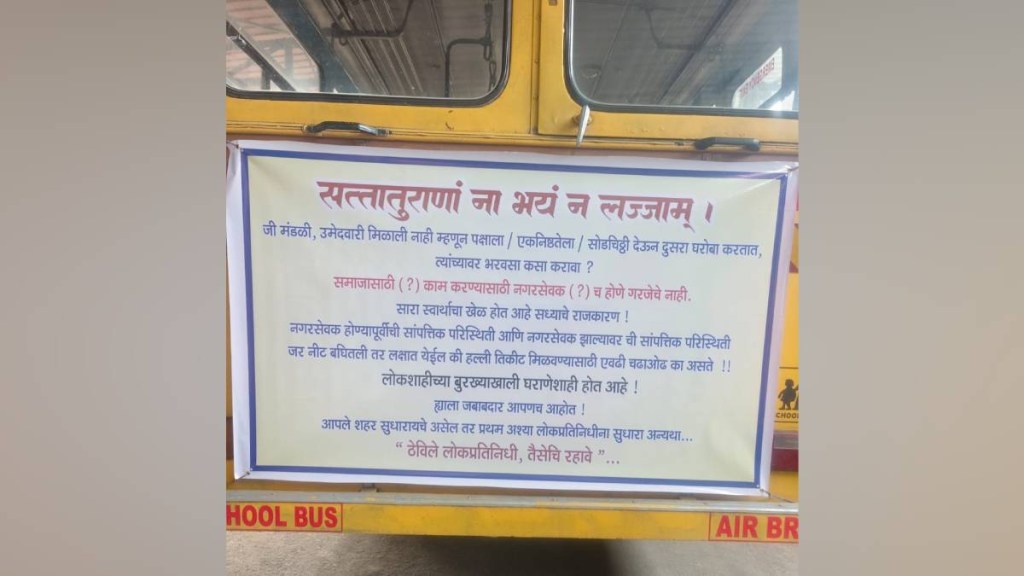 सत्तातुराणां ना भयं न लज्जाम् ।
जी मंडळी, उमेदवारी मिळाली नाही म्हणून पक्षाला / एकनिष्ठतेला / सोडचिठ्ठी देऊन दुसरा घरोबा करतात,
त्यांच्यावर भरवसा कसा करावा ?
समाजासाठी (?) काम करण्यासाठी नगरसेवक (?) च होणे गरजेचे नाही.
सारा स्वार्थाचा खेळ होत आहे सध्याचे राजकारण !
नगरसेवक होण्यापूर्वीची सांपत्तिक परिस्थिती आणि नगरसेवक झाल्यावर ची सांपत्तिक परिस्थिती
जर नीट बघितली तर लक्षात येईल की हल्ली तिकीट मिळवण्यासाठी एवढी चढाओढ का असते !!
लोकशाहीच्या बुरख्याखाली घराणेशाही होत आहे !
ह्याला जबाबदार आपणच आहोत !
आपले शहर सुधारायचे असेल तर प्रथम अश्या लोकप्रतिनिधीना सुधारा अन्यथा...
“ ठेविले लोकप्रतिनिधी, तैसेचि रहावे ”...
HOOL BUS
AIR BR